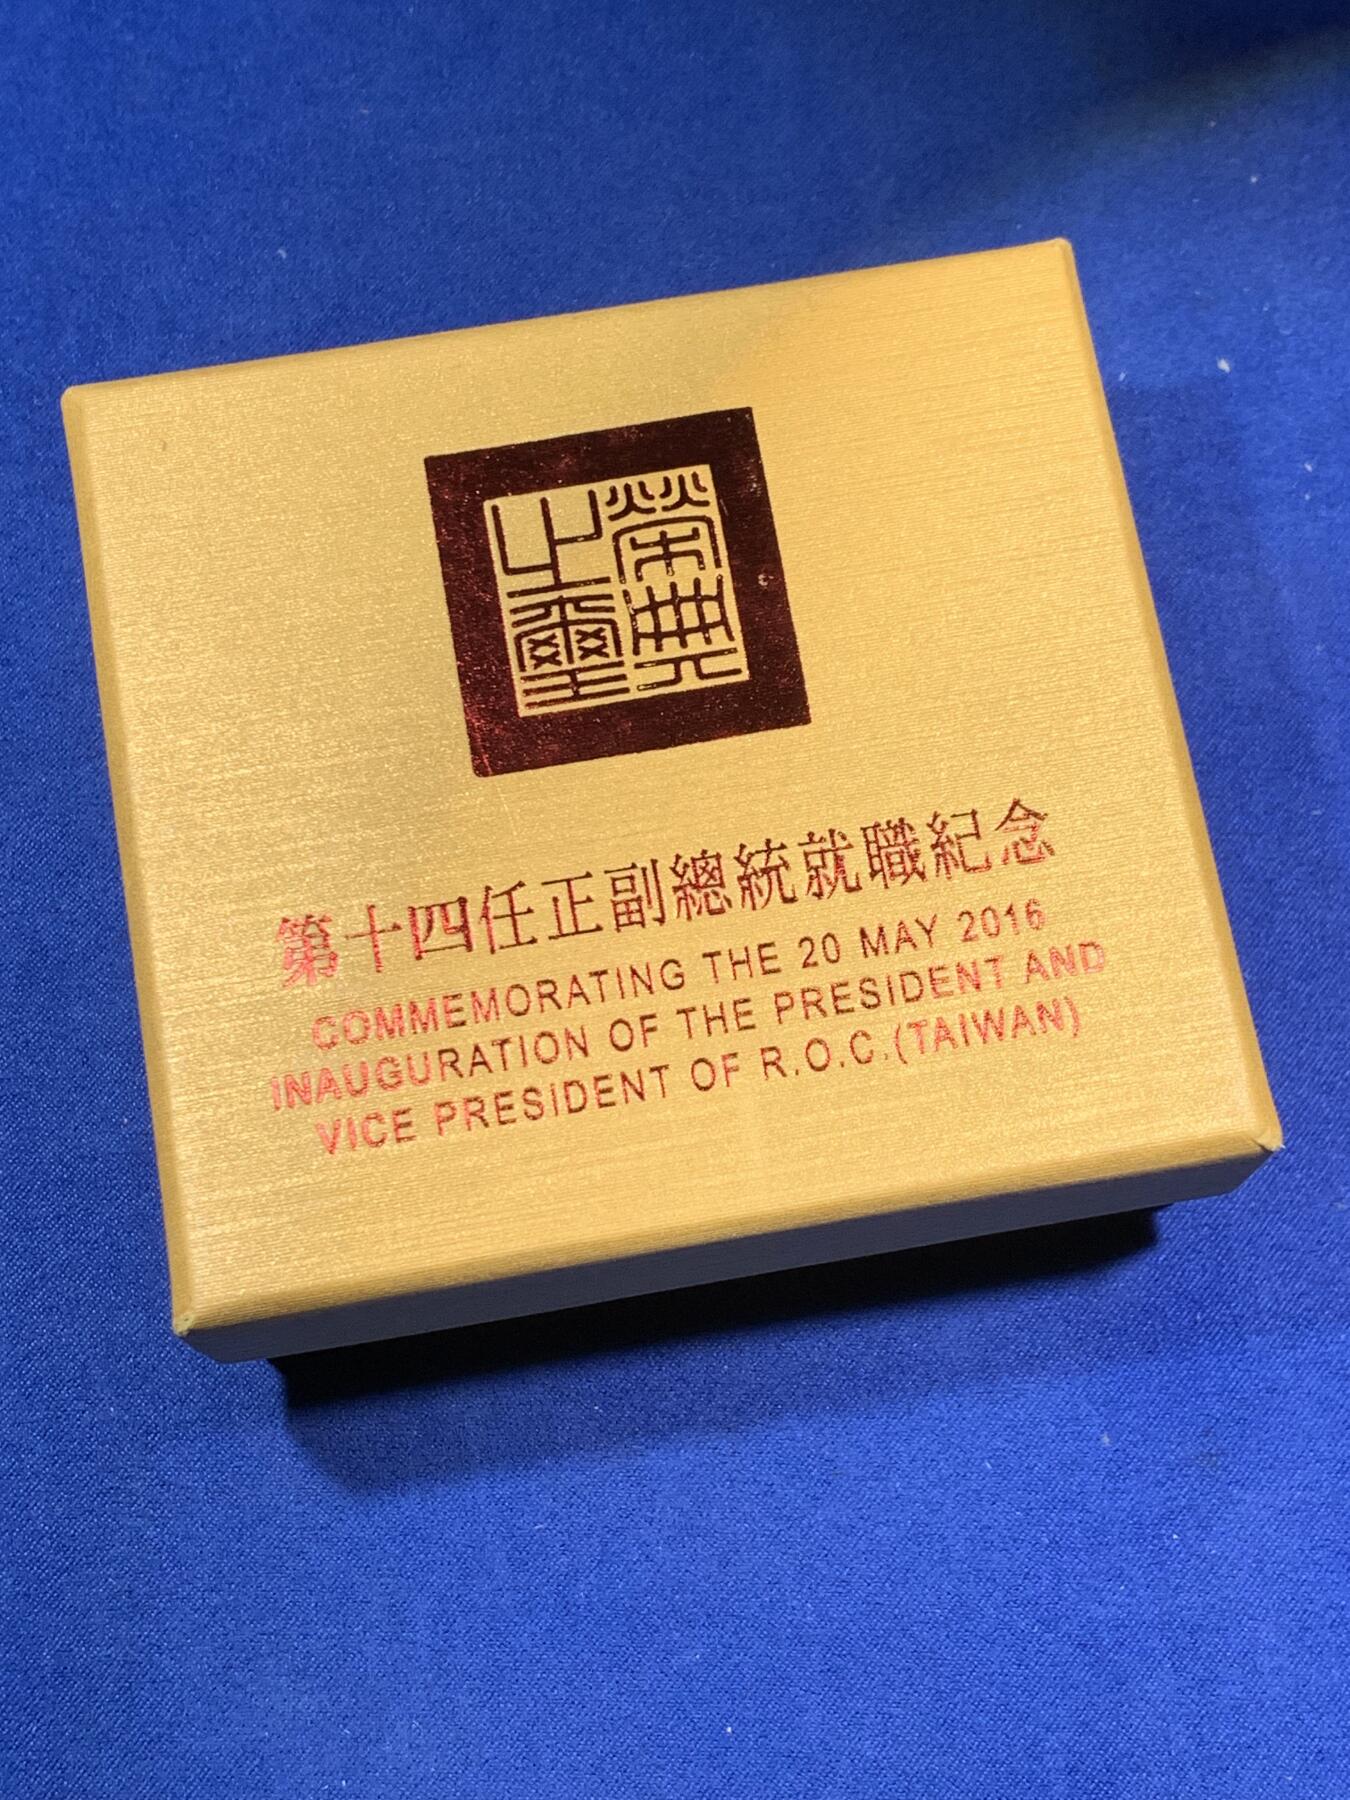 榮典之璽
第十四任正副總統就職紀念
COMMEMORATING THE 20 MAY 2016
INAUGURATION OF THE PRESIDENT AND
VICE PRESIDENT OF R.O.C.(TAIWAN)